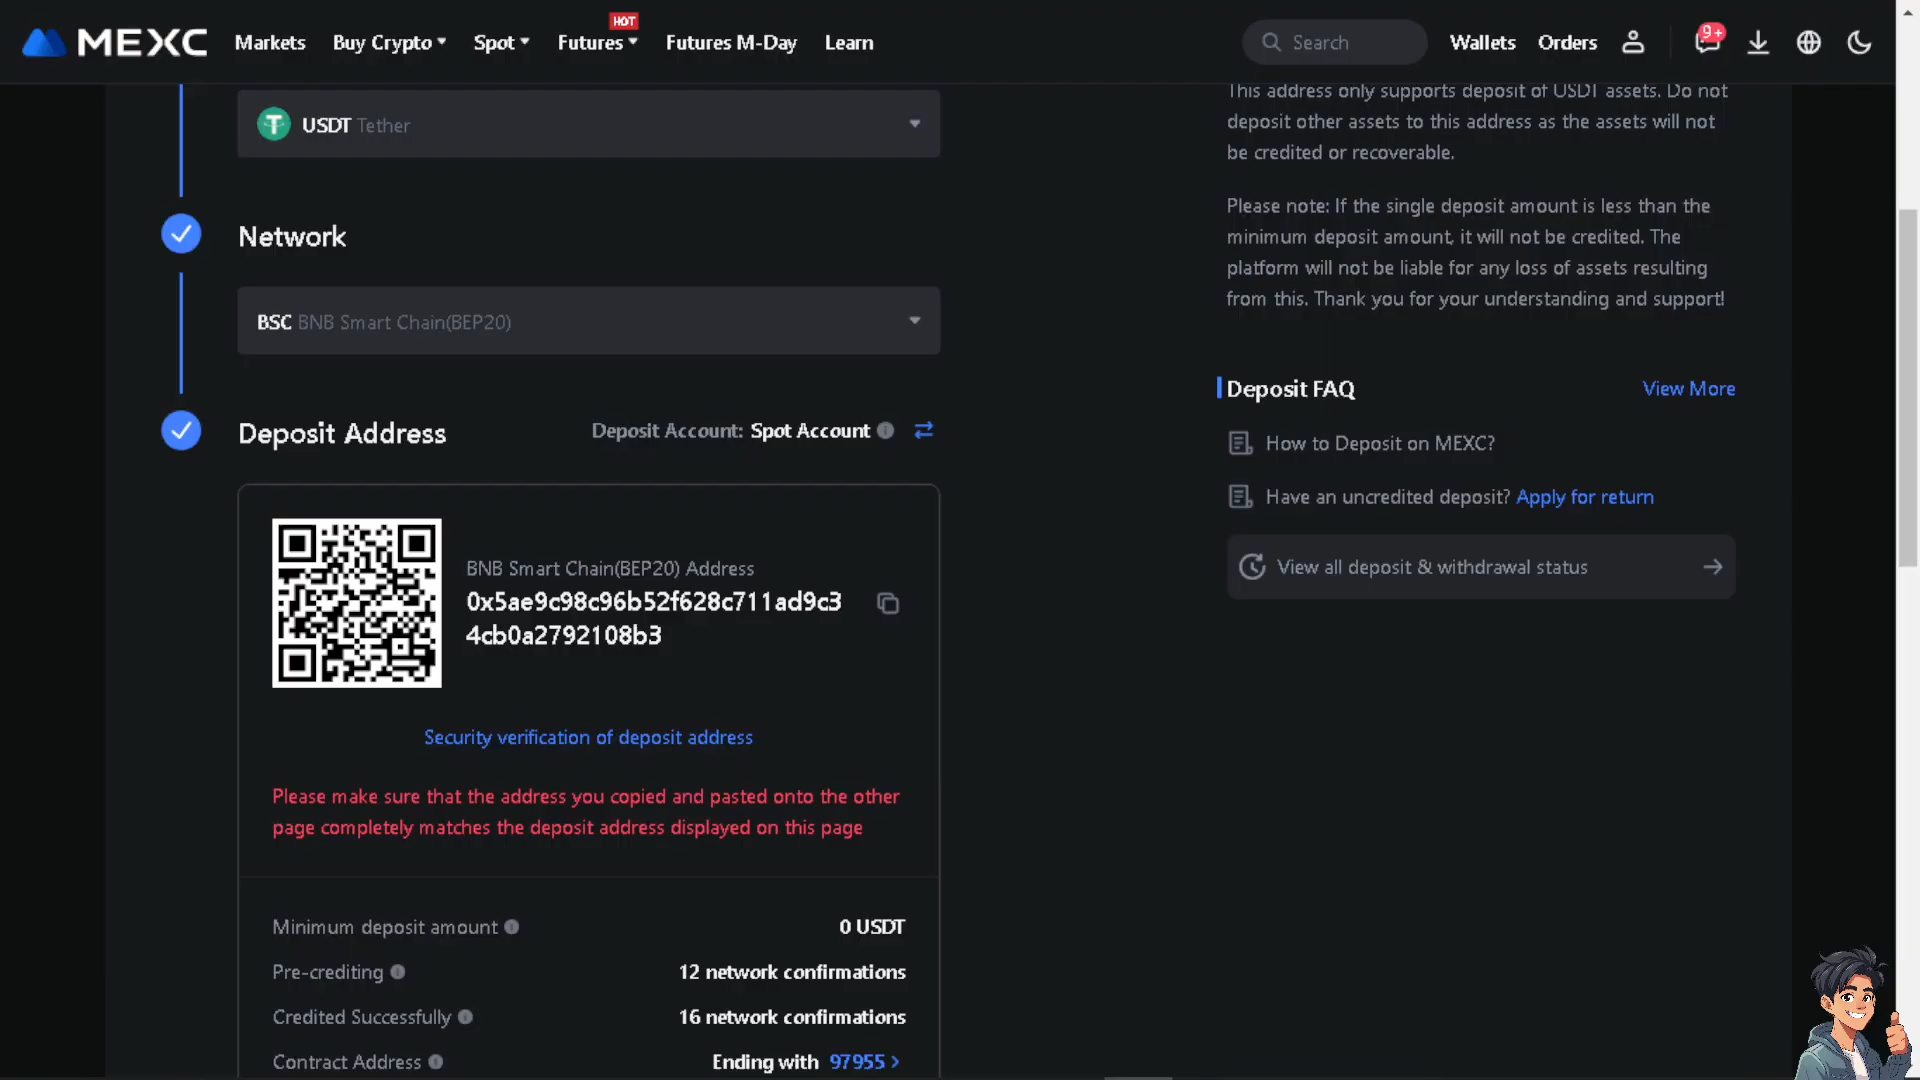 MEXC Markets Buy Crypto Spot Futures HOT Futures M-Day Learn Search Wallets Orders 9+
USDT Tether
Network
BSC BNB Smart Chain(BEP20)
Deposit Address Deposit Account: Spot Account
BNB Smart Chain(BEP20) Address
0x5ae9c98c96b52f628c711ad9c3
4cb0a2792108b3
Security verification of deposit address
Please make sure that the address you copied and pasted onto the other
page completely matches the deposit address displayed on this page
Minimum deposit amount 0 USDT
Pre-crediting 12 network confirmations
Credited Successfully 16 network confirmations
Contract Address Ending with 97955
This address only supports deposit of USDT assets. Do not
deposit other assets to this address as the assets will not
be credited or recoverable.
Please note: If the single deposit amount is less than the
minimum deposit amount, it will not be credited. The
platform will not be liable for any loss of assets resulting
from this. Thank you for your understanding and support!
Deposit FAQ View More
How to Deposit on MEXC?
Have an uncredited deposit? Apply for return
View all deposit & withdrawal status